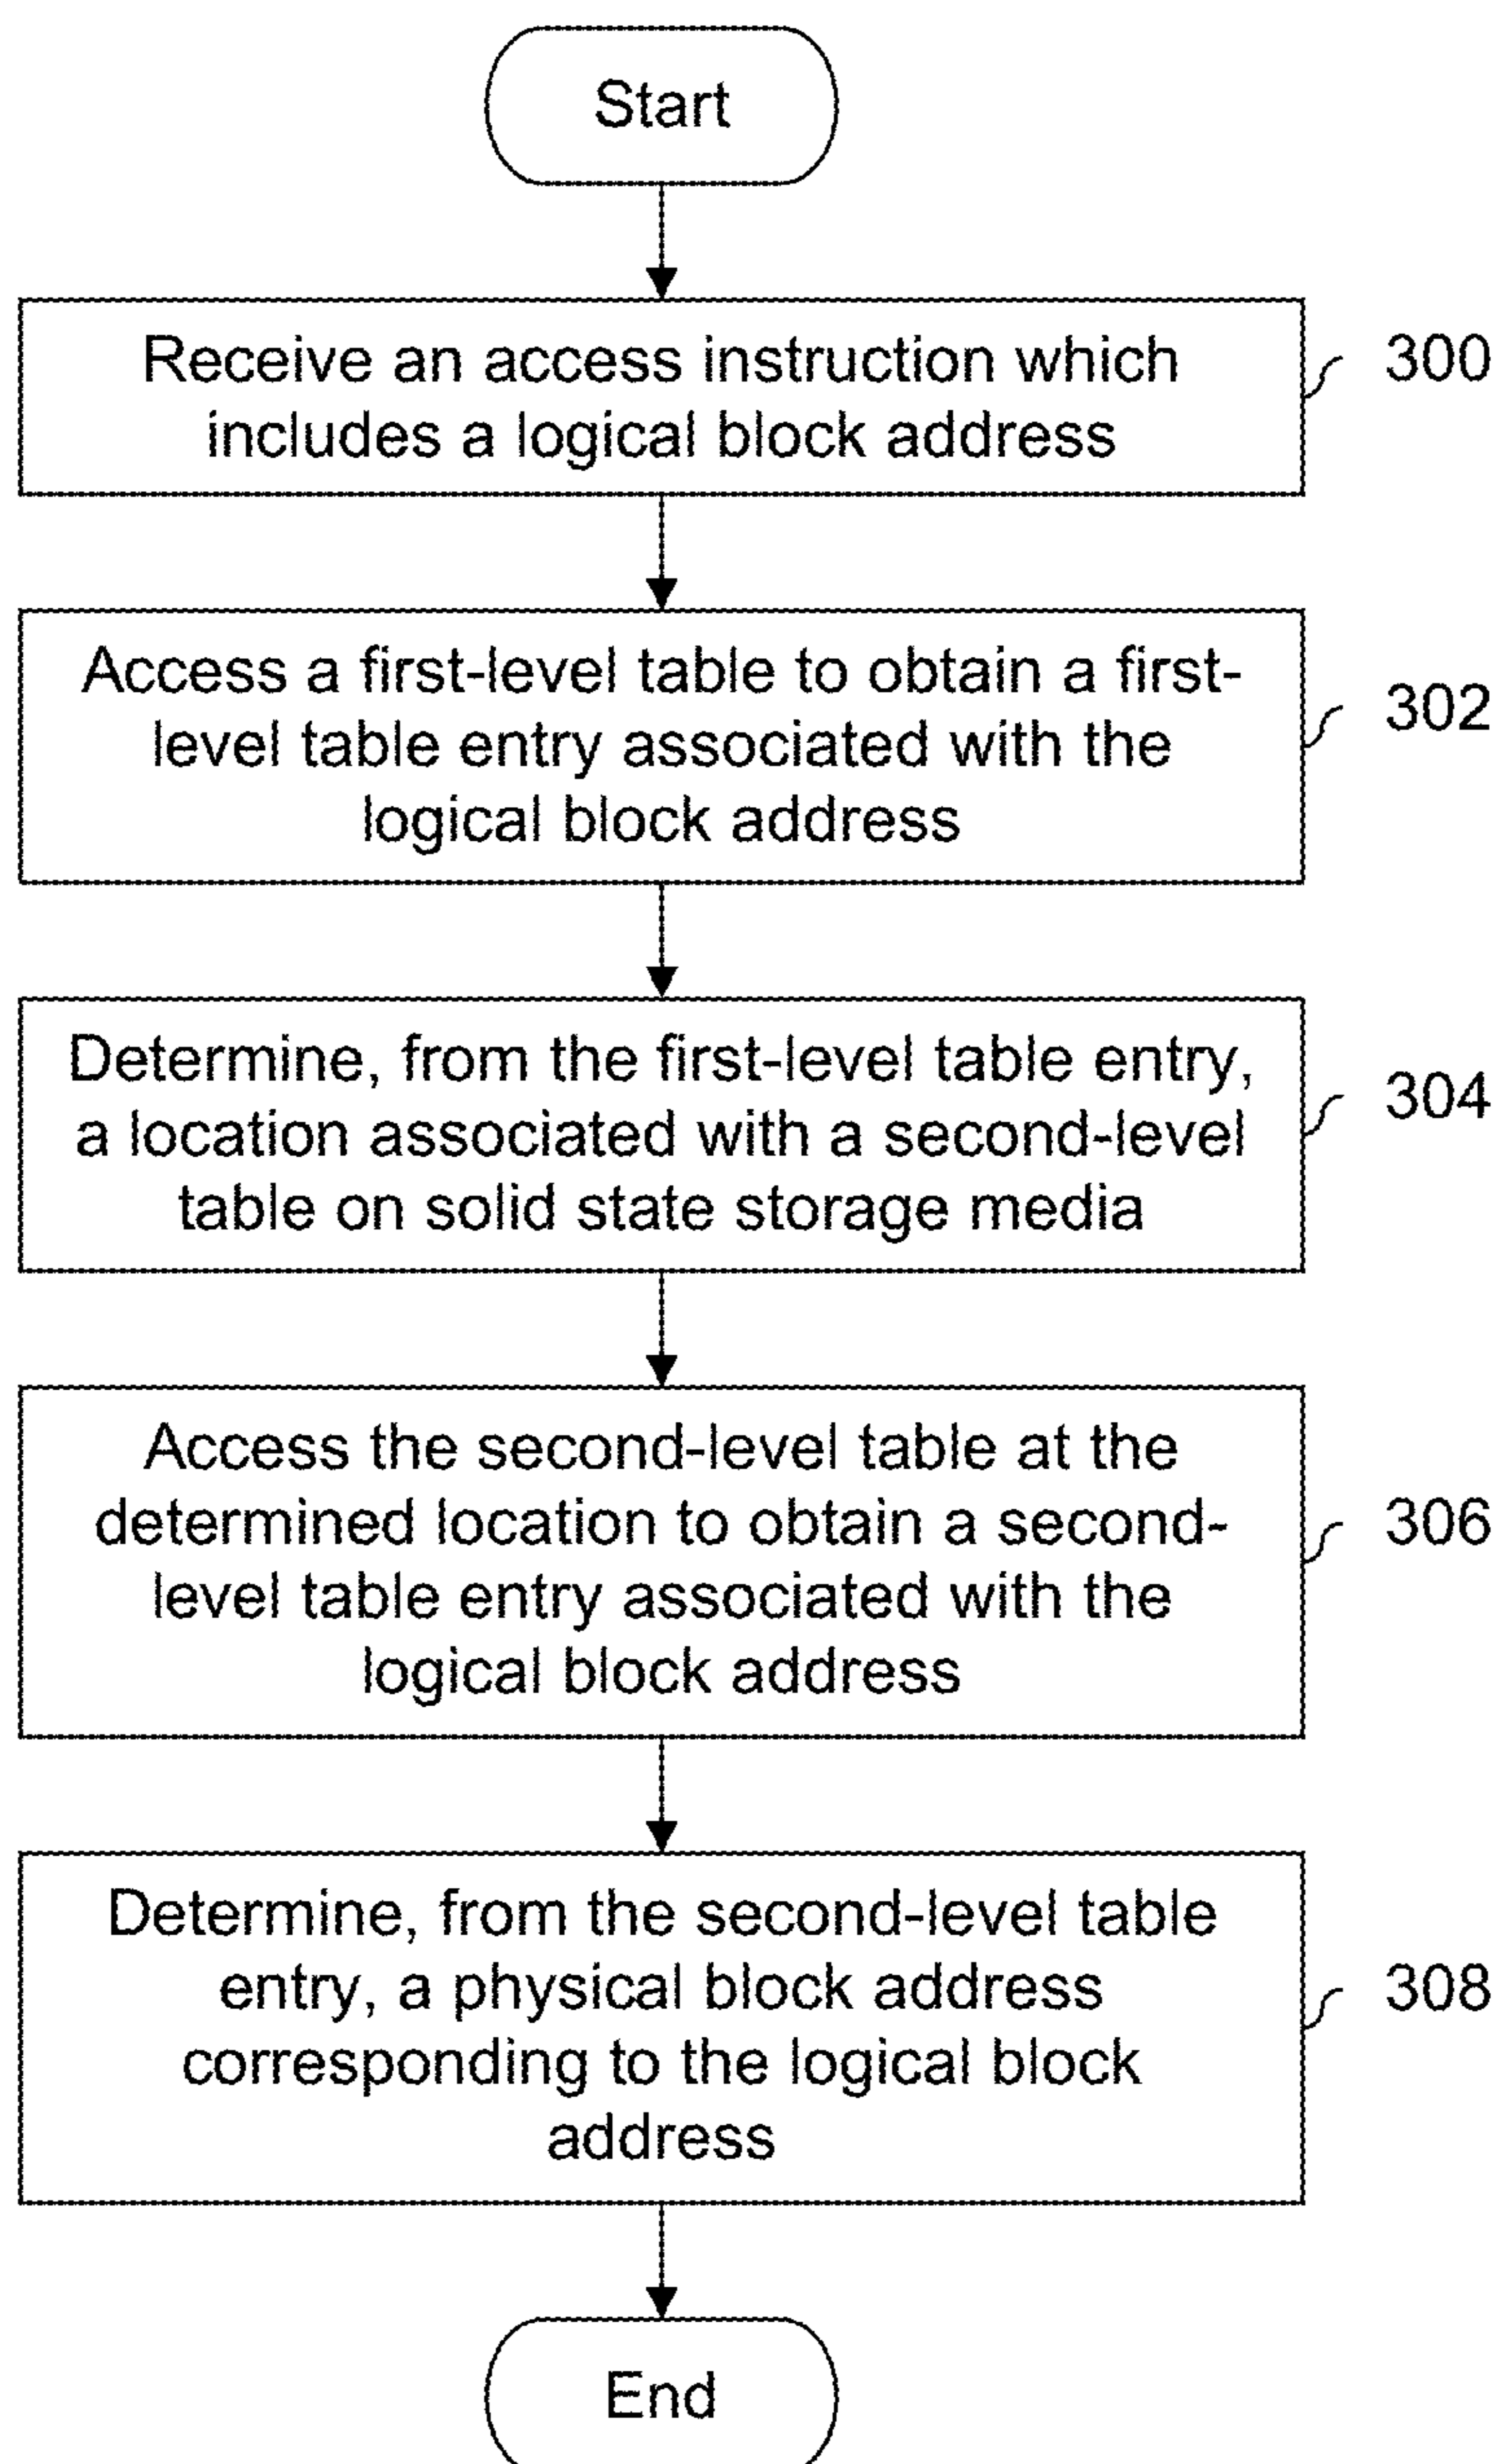 Start
Receive an access instruction which
includes a logical block address
300
Access a first-level table to obtain a first-
level table entry associated with the
logical block address
302
Determine, from the first-level table entry,
a location associated with a second-level
table on solid state storage media
304
Access the second-level table at the
determined location to obtain a second-
level table entry associated with the
logical block address
306
Determine, from the second-level table
entry, a physical block address
corresponding to the logical block
address
308
End